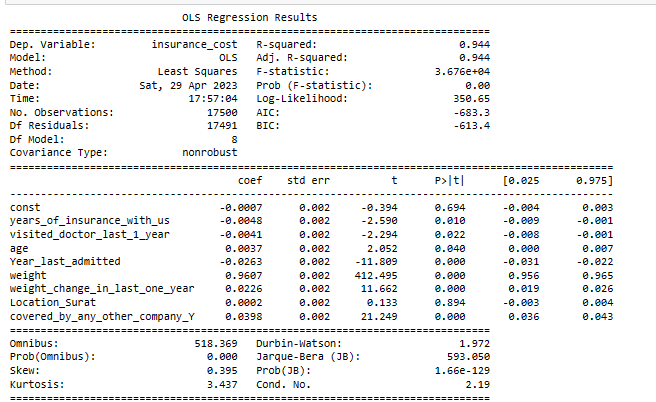 OLS Regression Results
==============================================================================
Dep. Variable: insurance_cost R-squared: 0.944
Model: OLS Adj. R-squared: 0.944
Method: Least Squares F-statistic: 3.676e+04
Date: Sat, 29 Apr 2023 Prob (F-statistic): 0.00
Time: 17:57:04 Log-Likelihood: 350.65
No. Observations: 17500 AIC: -683.3
Df Residuals: 17491 BIC: -613.4
Df Model: 8
Covariance Type: nonrobust
==============================================================================
coef std err t P>|t| [0.025 0.975]
------------------------------------------------------------------------------
const -0.0007 0.002 -0.394 0.694 -0.004 0.003
years_of_insurance_with_us -0.0048 0.002 -2.590 0.010 -0.009 -0.001
visited_doctor_last_1_year -0.0041 0.002 -2.294 0.022 -0.008 -0.001
age 0.0037 0.002 2.052 0.040 0.000 0.007
Year_last_admitted -0.0263 0.002 -11.809 0.000 -0.031 -0.022
weight 0.9607 0.002 412.495 0.000 0.956 0.965
weight_change_in_last_one_year 0.0226 0.002 11.662 0.000 0.019 0.026
Location_Surat 0.0002 0.002 0.133 0.894 -0.003 0.004
covered_by_any_other_company_Y 0.0398 0.002 21.249 0.000 0.036 0.043
==============================================================================
Omnibus: 518.369 Durbin-Watson: 1.972
Prob(Omnibus): 0.000 Jarque-Bera (JB): 593.050
Skew: 0.395 Prob(JB): 1.66e-129
Kurtosis: 3.437 Cond. No. 2.19
==============================================================================